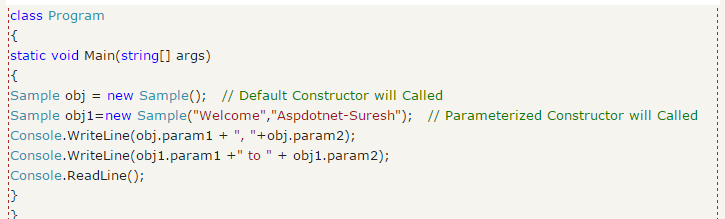 class Program
{
static void Main(string[] args)
{
Sample obj = new Sample();   // Default Constructor will Called
Sample obj1=new Sample("Welcome","Aspdotnet-Suresh");   // Parameterized Constructor will Called
Console.WriteLine(obj.param1 + ", "+obj.param2);
Console.WriteLine(obj1.param1 +" to " + obj1.param2);
Console.ReadLine();
}
}